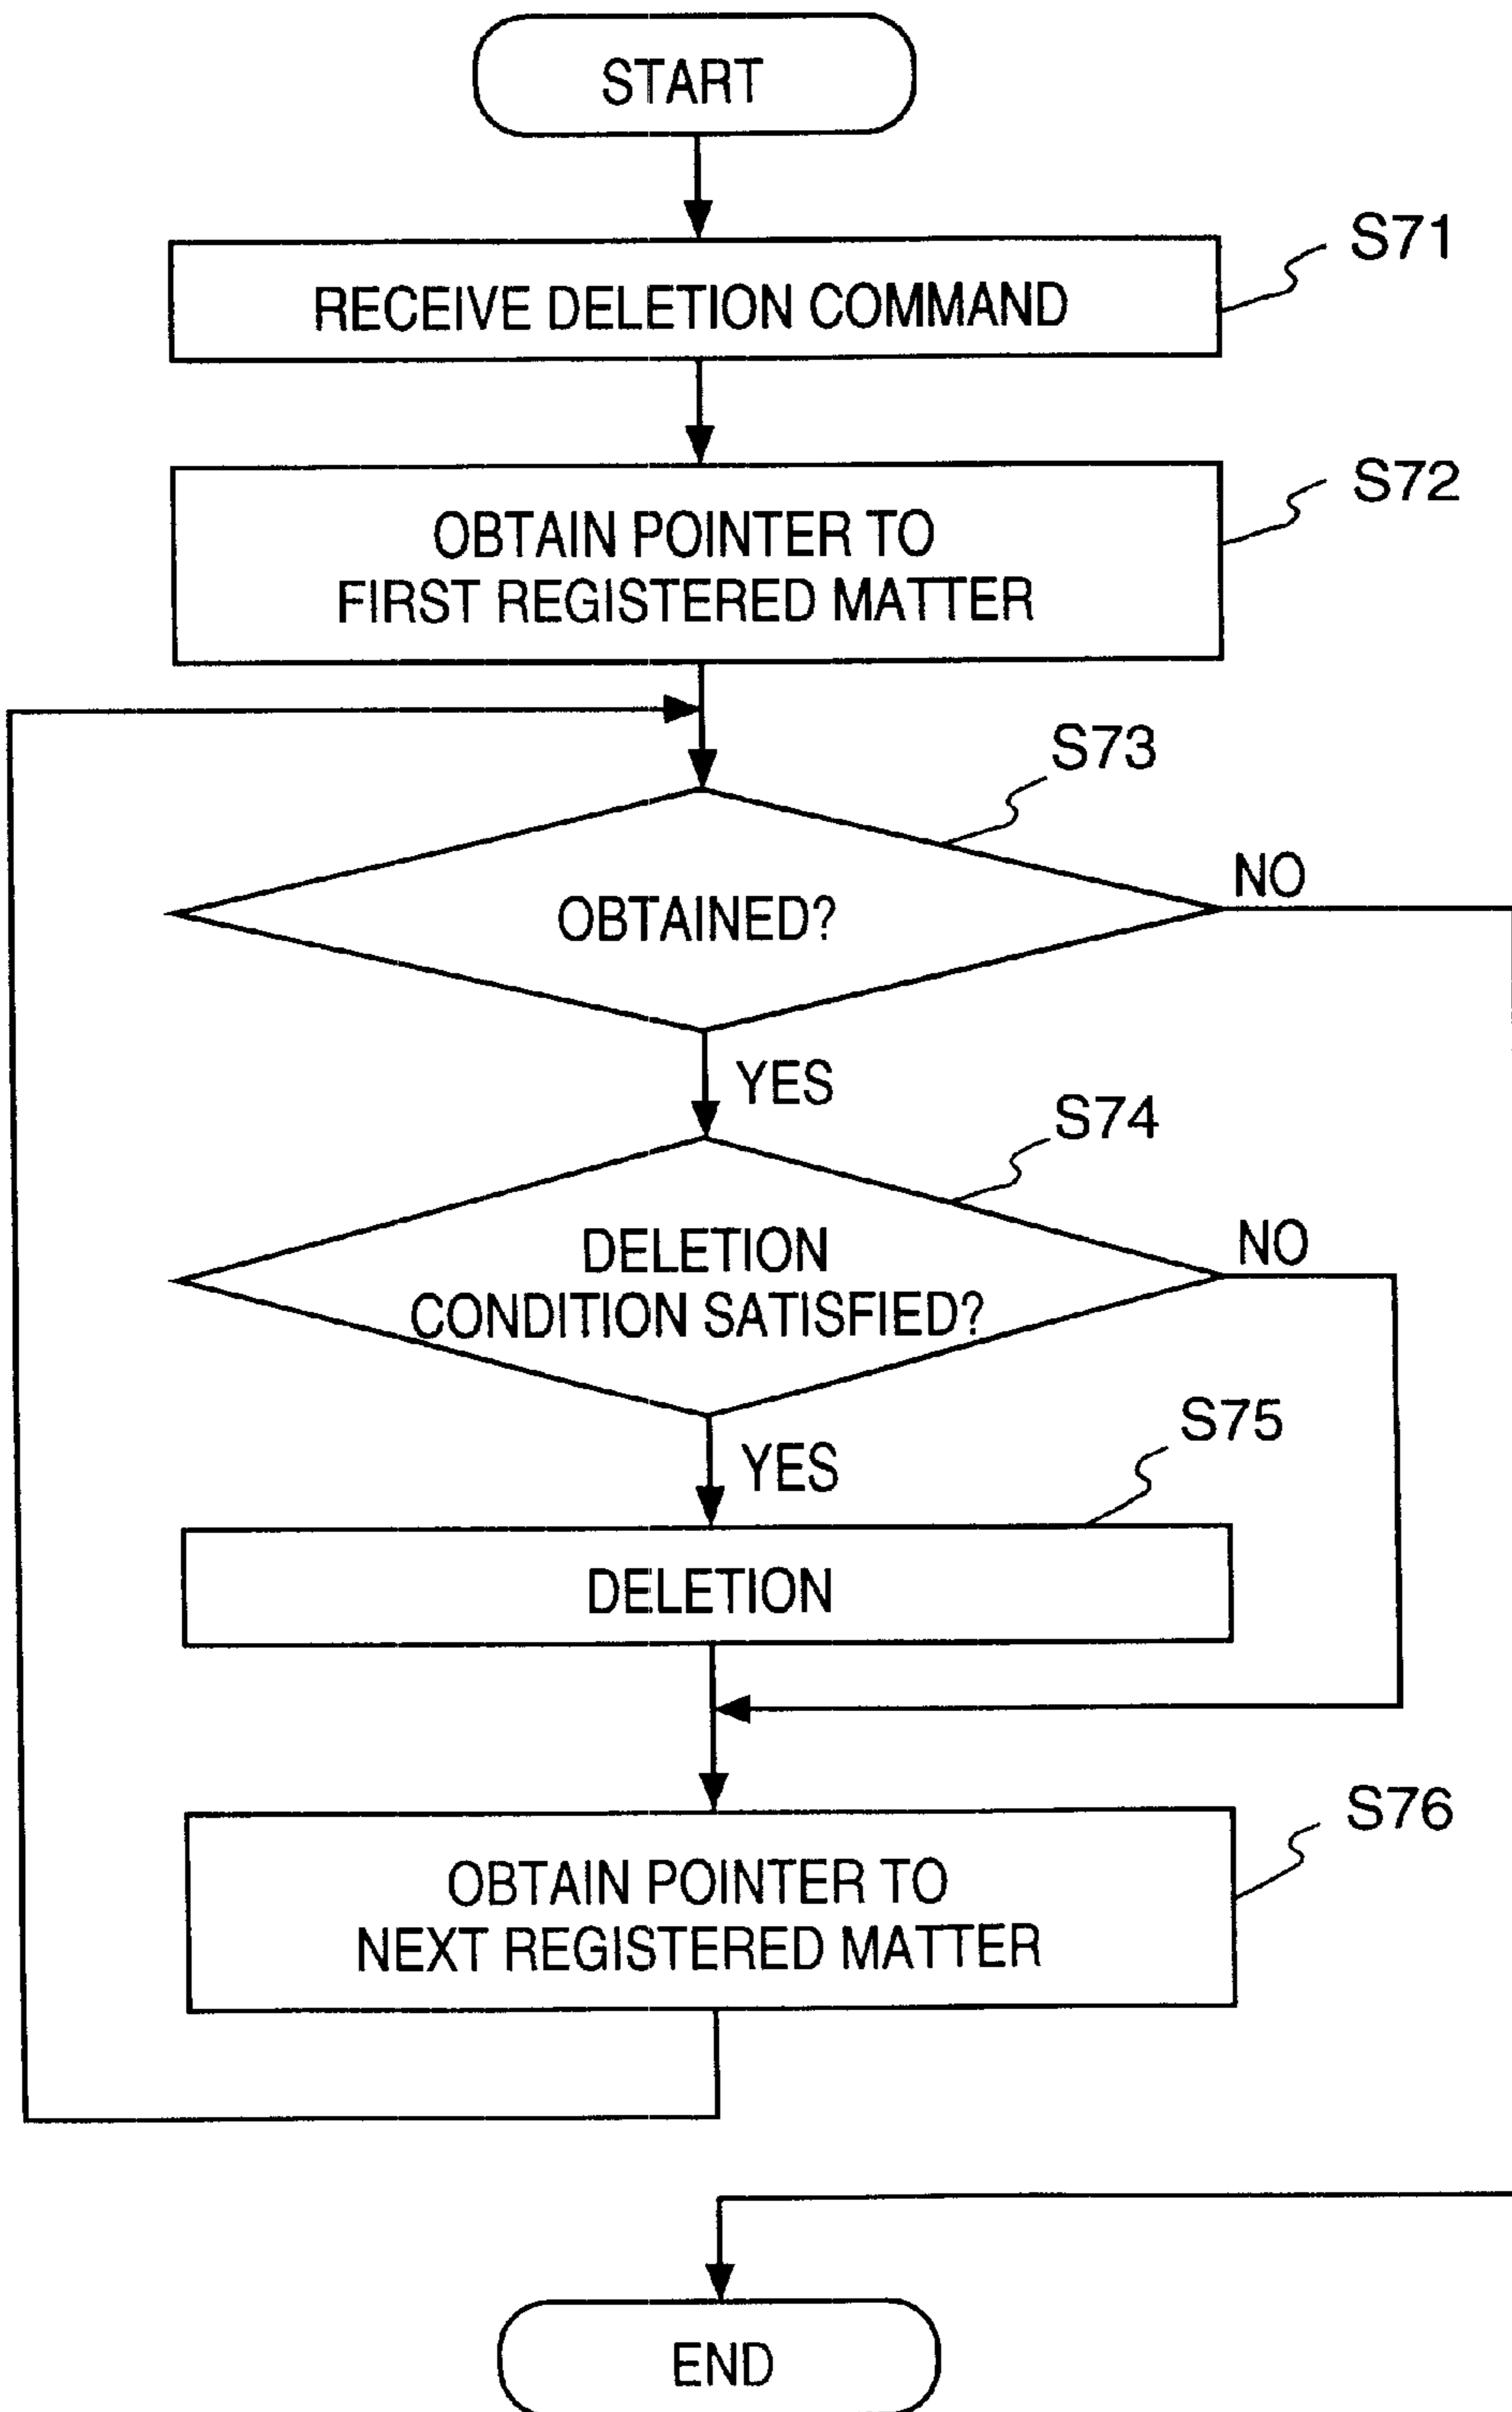 START
S71
RECEIVE DELETION COMMAND
S72
OBTAIN POINTER TO
FIRST REGISTERED MATTER
S73
NO
OBTAINED?
YES
S74
NO
DELETION
CONDITION SATISFIED?
S75
YES
DELETION
S76
OBTAIN POINTER TO
NEXT REGISTERED MATTER
END